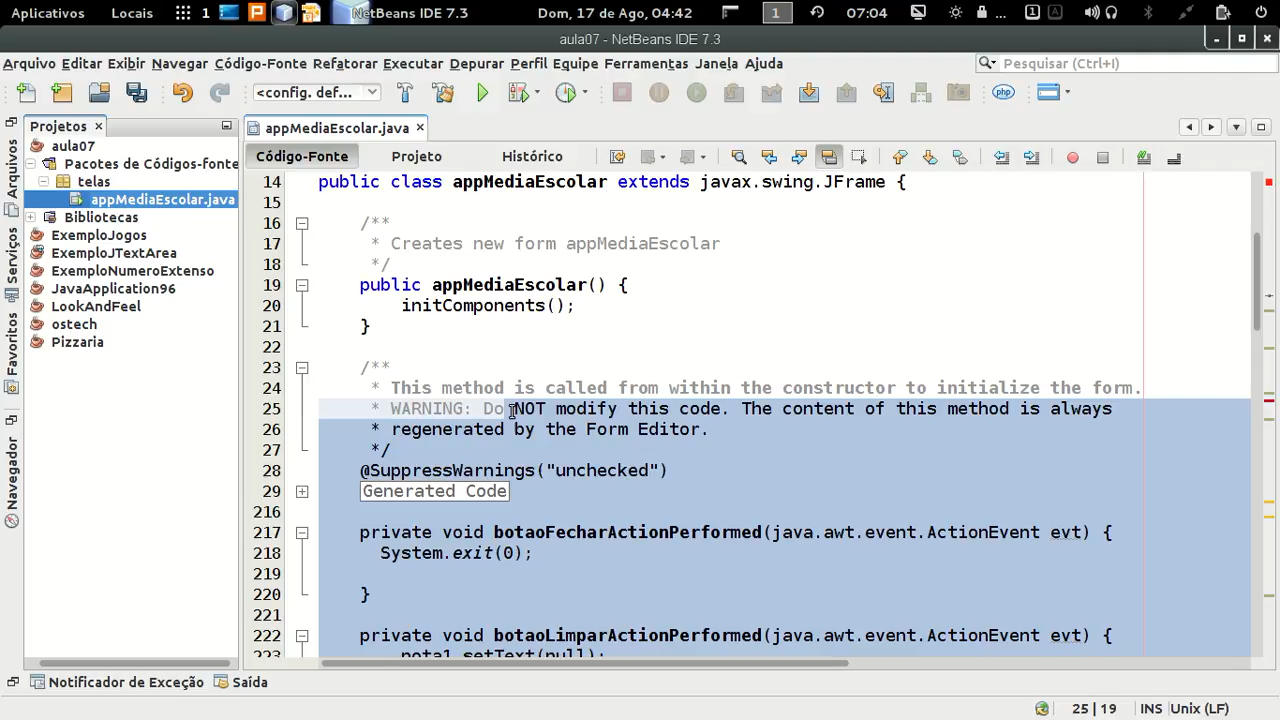 Aplicativos Locais 1 NetBeans IDE 7.3 Dom, 17 de Ago, 04:42 1 07:04 ... 1 A
aula07 - NetBeans IDE 7.3
Arquivo Editar Exibir Navegar Código-Fonte Refatorar Executar Depurar Perfil Equipe Ferramentas Janela Ajuda Pesquisar (Ctrl+I)
<config. def... php
Projetos × appMediaEscolar.java ×
Código-Fonte Projeto Histórico
Arquivos
Serviços
Favoritos
Navegador
aula07
Pacotes de Códigos-fonte
telas
appMediaEscolar.java
Bibliotecas
ExemploJogos
ExemploJTextArea
ExemploNumeroExtenso
JavaApplication96
LookAndFeel
ostech
Pizzaria
14 public class appMediaEscolar extends javax.swing.JFrame {
15
16 /**
17 * Creates new form appMediaEscolar
18 */
19 public appMediaEscolar() {
20 initComponents();
21 }
22
23 /**
24 * This method is called from within the constructor to initialize the form.
25 * WARNING: Do NOT modify this code. The content of this method is always
26 * regenerated by the Form Editor.
27 */
28 @SuppressWarnings("unchecked")
29 Generated Code
216
217 private void botaoFecharActionPerformed(java.awt.event.ActionEvent evt) {
218 System.exit(0);
219
220 }
221
222 private void botaoLimparActionPerformed(java.awt.event.ActionEvent evt) {
223 nota1.setText(null);
Notificador de Exceção Saída
25 | 19 INS Unix (LF)